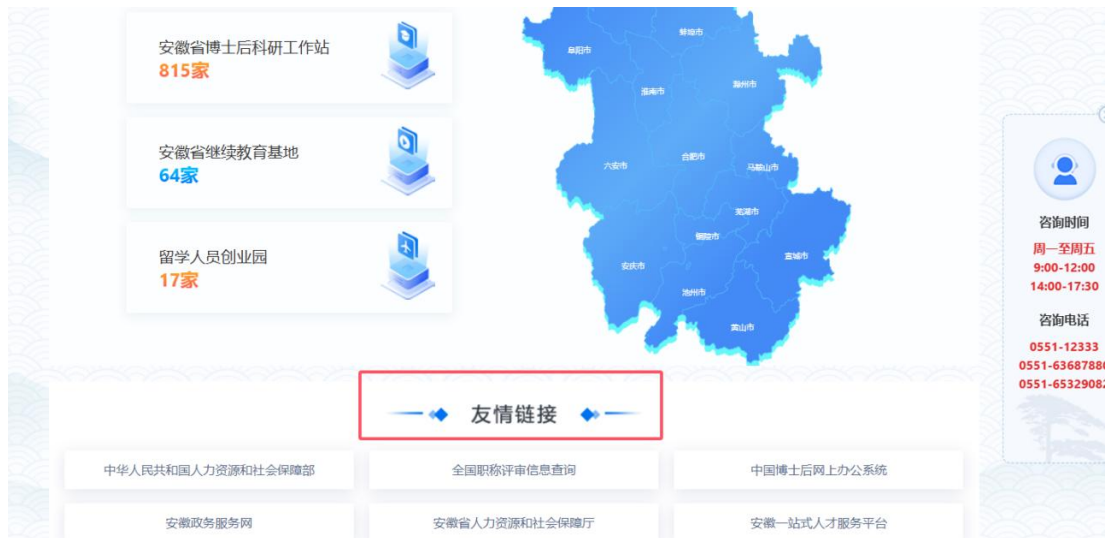 安徽省博士后科研工作站
815家
安徽省继续教育基地
64家
留学人员创业园
17家
蚌埠市
阜阳市
淮南市
滁州市
六安市
合肥市
马鞍山市
芜湖市
铜陵市
宣城市
安庆市
池州市
黄山市
咨询时间
周一至周五
9:00-12:00
14:00-17:30
咨询电话
0551-12333
0551-6368788
0551-65329082
友情链接
中华人民共和国人力资源和社会保障部
全国职称评审信息查询
中国博士后网上办公系统
安徽政务服务网
安徽省人力资源和社会保障厅
安徽一站式人才服务平台